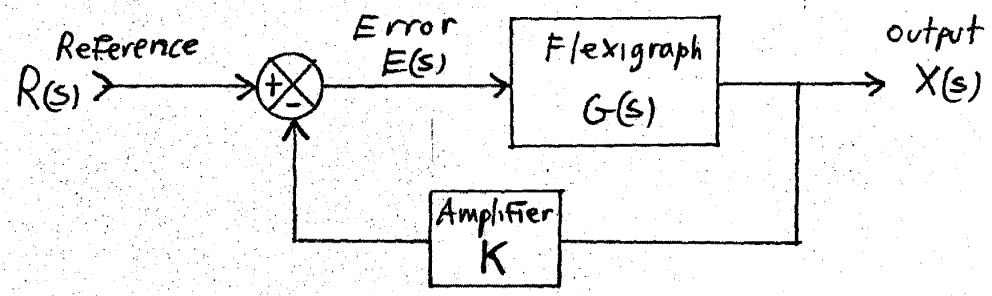 Reference
R(s)
+
-
Error
E(s)
Flexigraph
G(s)
output
X(s)
Amplifier
K